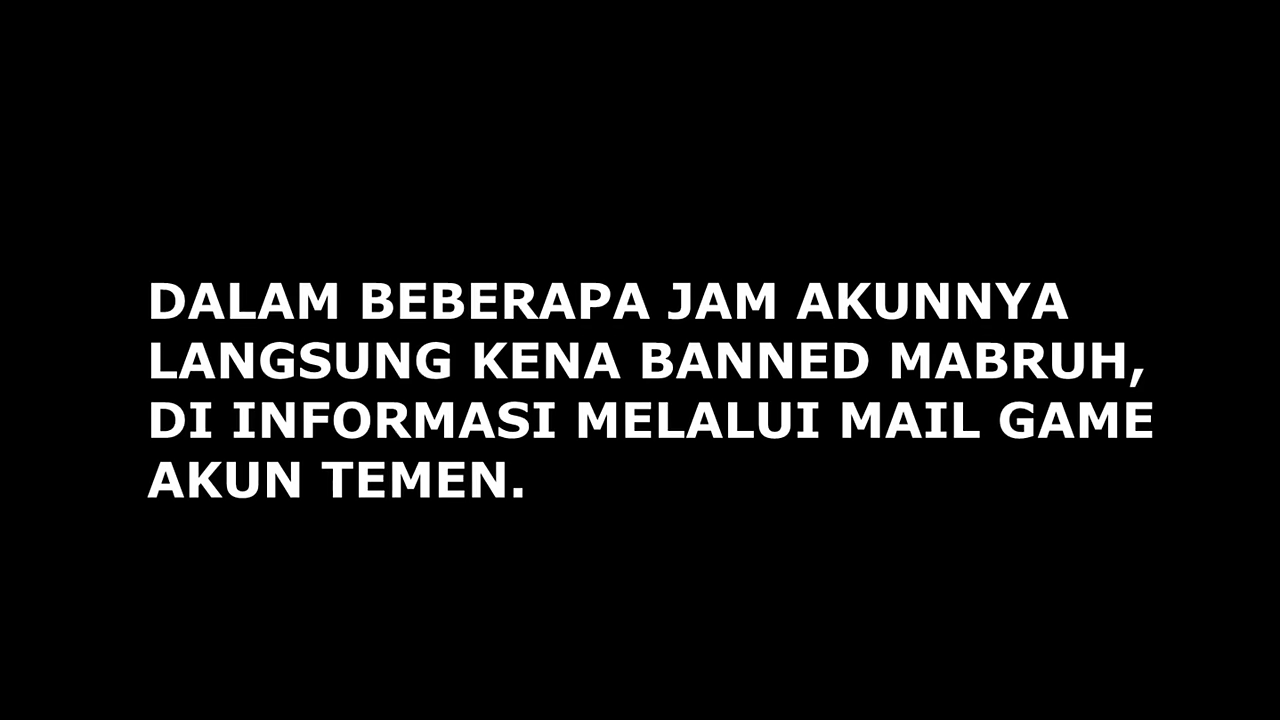 DALAM BEBERAPA JAM AKUNNYA
LANGSUNG KENA BANNED MABRUH,
DI INFORMASI MELALUI MAIL GAME
AKUN TEMEN.